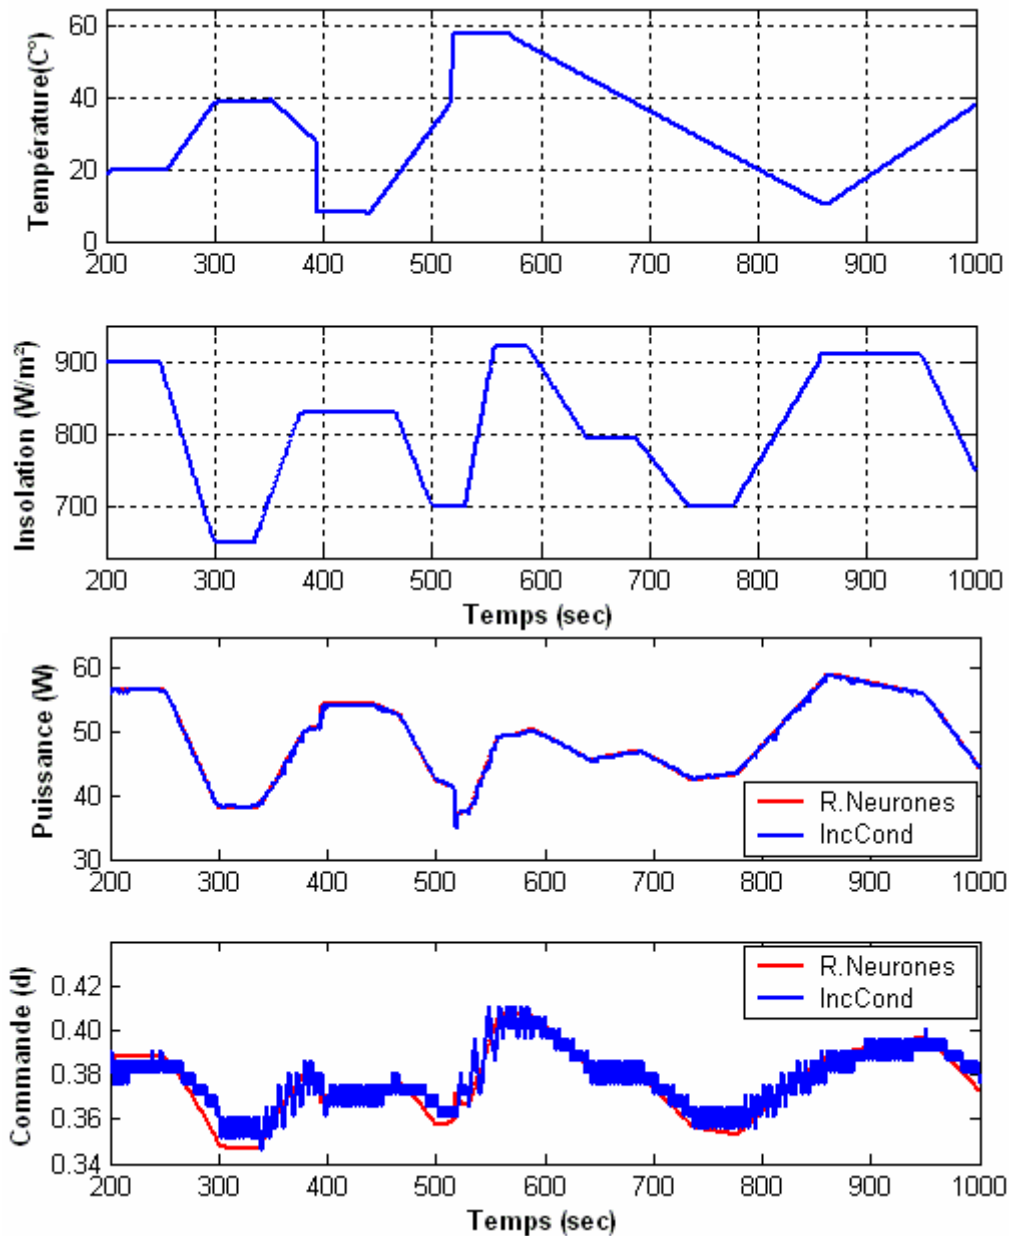 Température(C°)
60
40
20
0
200 300 400 500 600 700 800 900 1000
Insolation (W/m²)
900
800
700
200 300 400 500 600 700 800 900 1000
Temps (sec)
Puissance (W)
60
50
40
30
R.Neurones
IncCond
200 300 400 500 600 700 800 900 1000
Commande (d)
0.42
0.40
0.38
0.36
0.34
R.Neurones
IncCond
200 300 400 500 600 700 800 900 1000
Temps (sec)